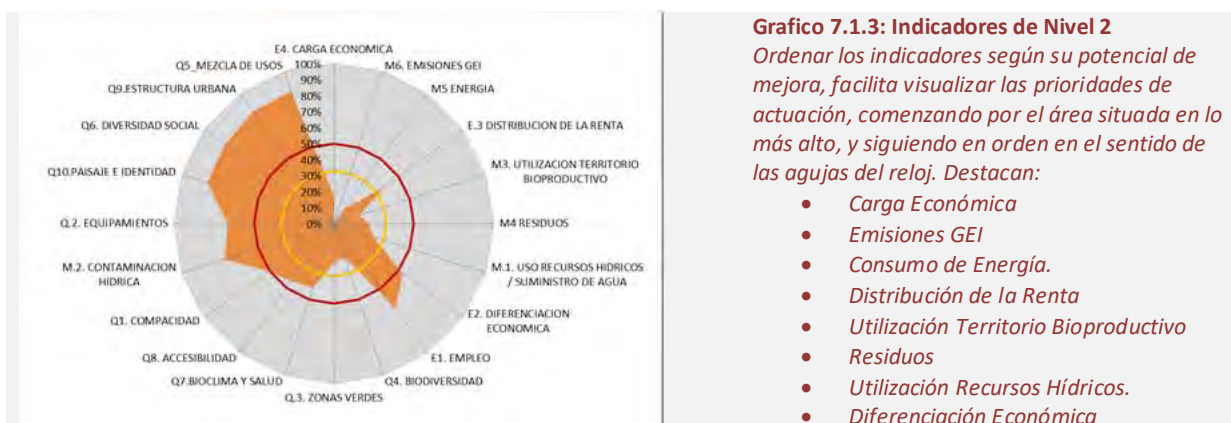 E4. CARGA ECONOMICA
Q5_MEZCLA DE USOS
100%
M6. EMISIONES GEI
Q9.ESTRUCTURA URBANA
90%
M5 ENERGIA
80%
70%
Q6. DIVERSIDAD SOCIAL
60%
E.3 DISTRIBUCION DE LA RENTA
50%
40%
Q10.PAISAJE E IDENTIDAD
30%
M3. UTILIZACION TERRITORIO
BIOPRODUCTIVO
20%
10%
Q.2. EQUIPAMIENTOS
0%
M4 RESIDUOS
M.2. CONTAMINACION
HIDRICA
M.1. USO RECURSOS HIDRICOS
/ SUMINISTRO DE AGUA
Q1. COMPACIDAD
E2. DIFERENCIACION
ECONOMICA
Q8. ACCESIBILIDAD
E1. EMPLEO
Q7.BIOCLIMA Y SALUD
Q4. BIODIVERSIDAD
Q.3. ZONAS VERDES
Grafico 7.1.3: Indicadores de Nivel 2
Ordenar los indicadores según su potencial de
mejora, facilita visualizar las prioridades de
actuación, comenzando por el área situada en lo
más alto, y siguiendo en orden en el sentido de
las agujas del reloj. Destacan:
• Carga Económica
• Emisiones GEI
• Consumo de Energía.
• Distribución de la Renta
• Utilización Territorio Bioproductivo
• Residuos
• Utilización Recursos Hídricos.
• Diferenciación Económica